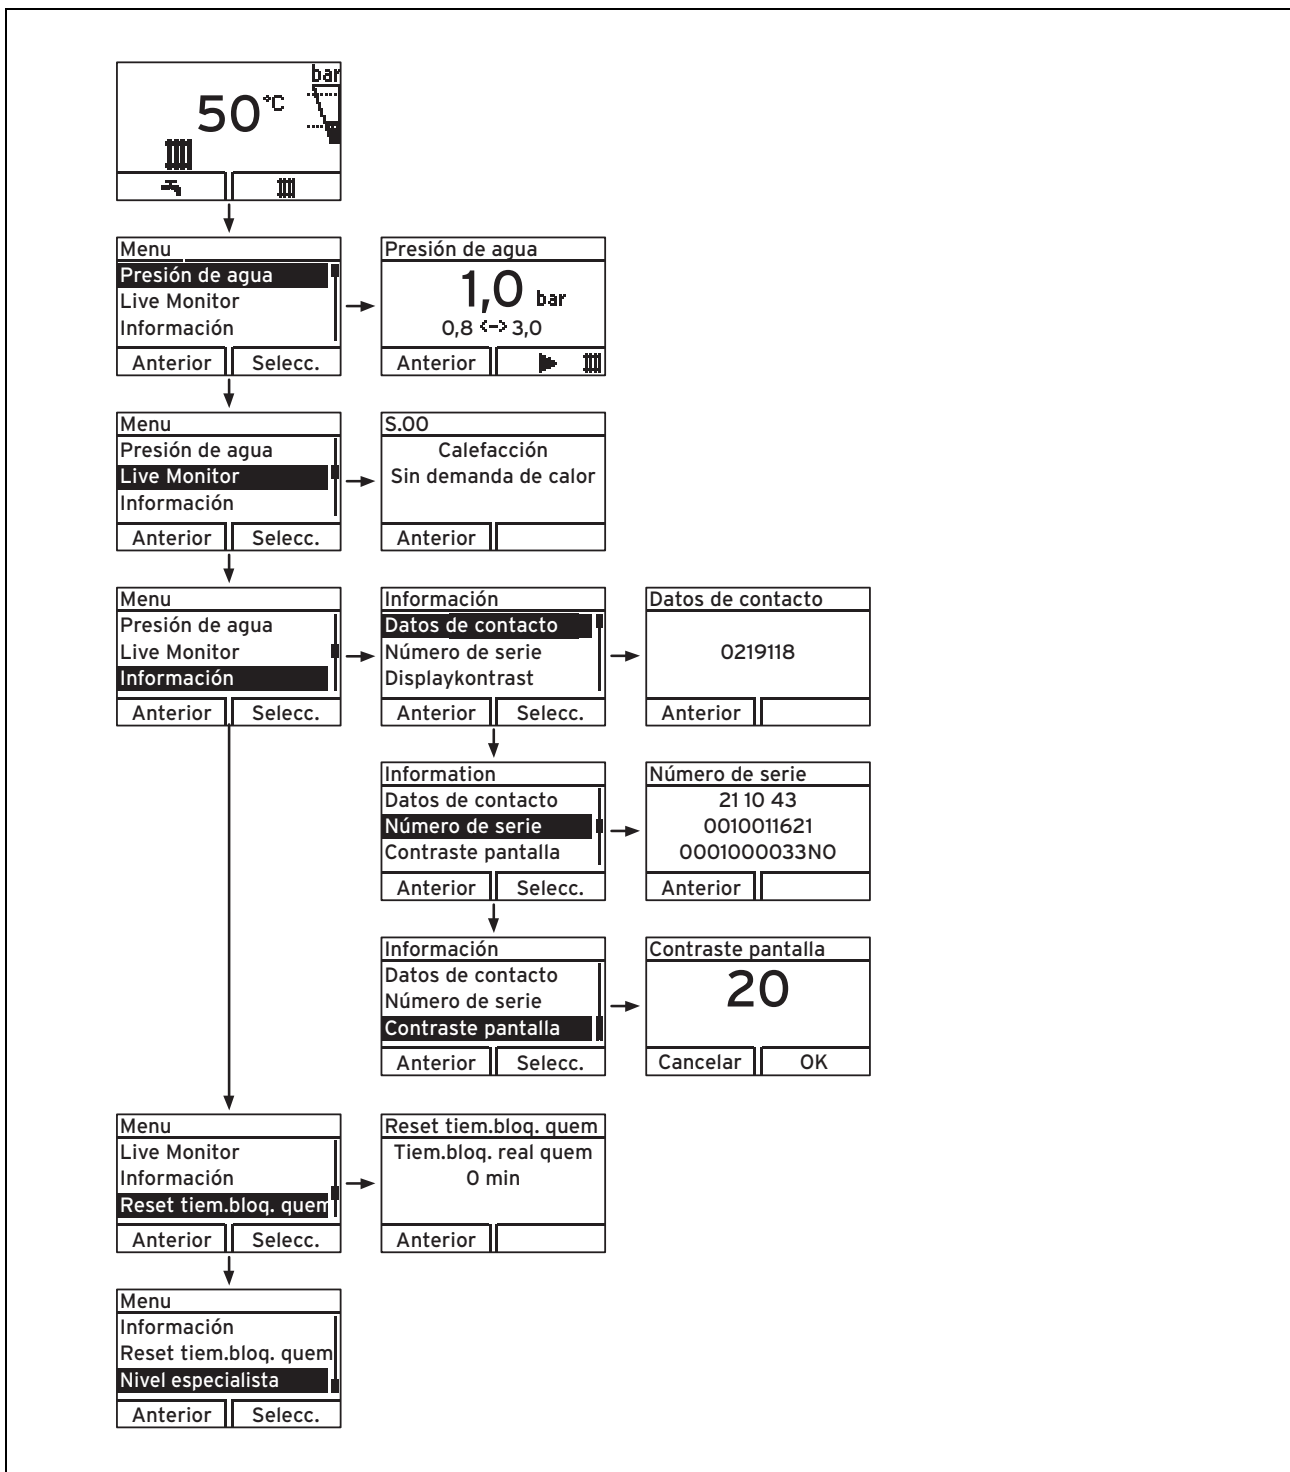 bar
50°C
Menu
Presión de agua
Live Monitor
Información
Anterior Selecc.
Presión de agua
1,0 bar
0,8 <-> 3,0
Anterior
Menu
Presión de agua
Live Monitor
Información
Anterior Selecc.
S.00
Calefacción
Sin demanda de calor
Anterior
Menu
Presión de agua
Live Monitor
Información
Anterior Selecc.
Información
Datos de contacto
Número de serie
Displaykontrast
Anterior Selecc.
Datos de contacto
0219118
Anterior
Information
Datos de contacto
Número de serie
Contraste pantalla
Anterior Selecc.
Número de serie
21 10 43
0010011621
0001000033N0
Anterior
Información
Datos de contacto
Número de serie
Contraste pantalla
Anterior Selecc.
Contraste pantalla
20
Cancelar OK
Menu
Live Monitor
Información
Reset tiem.bloq. quem
Anterior Selecc.
Reset tiem.bloq. quem
Tiem.bloq. real quem
0 min
Anterior
Menu
Información
Reset tiem.bloq. quem
Nivel especialista
Anterior Selecc.